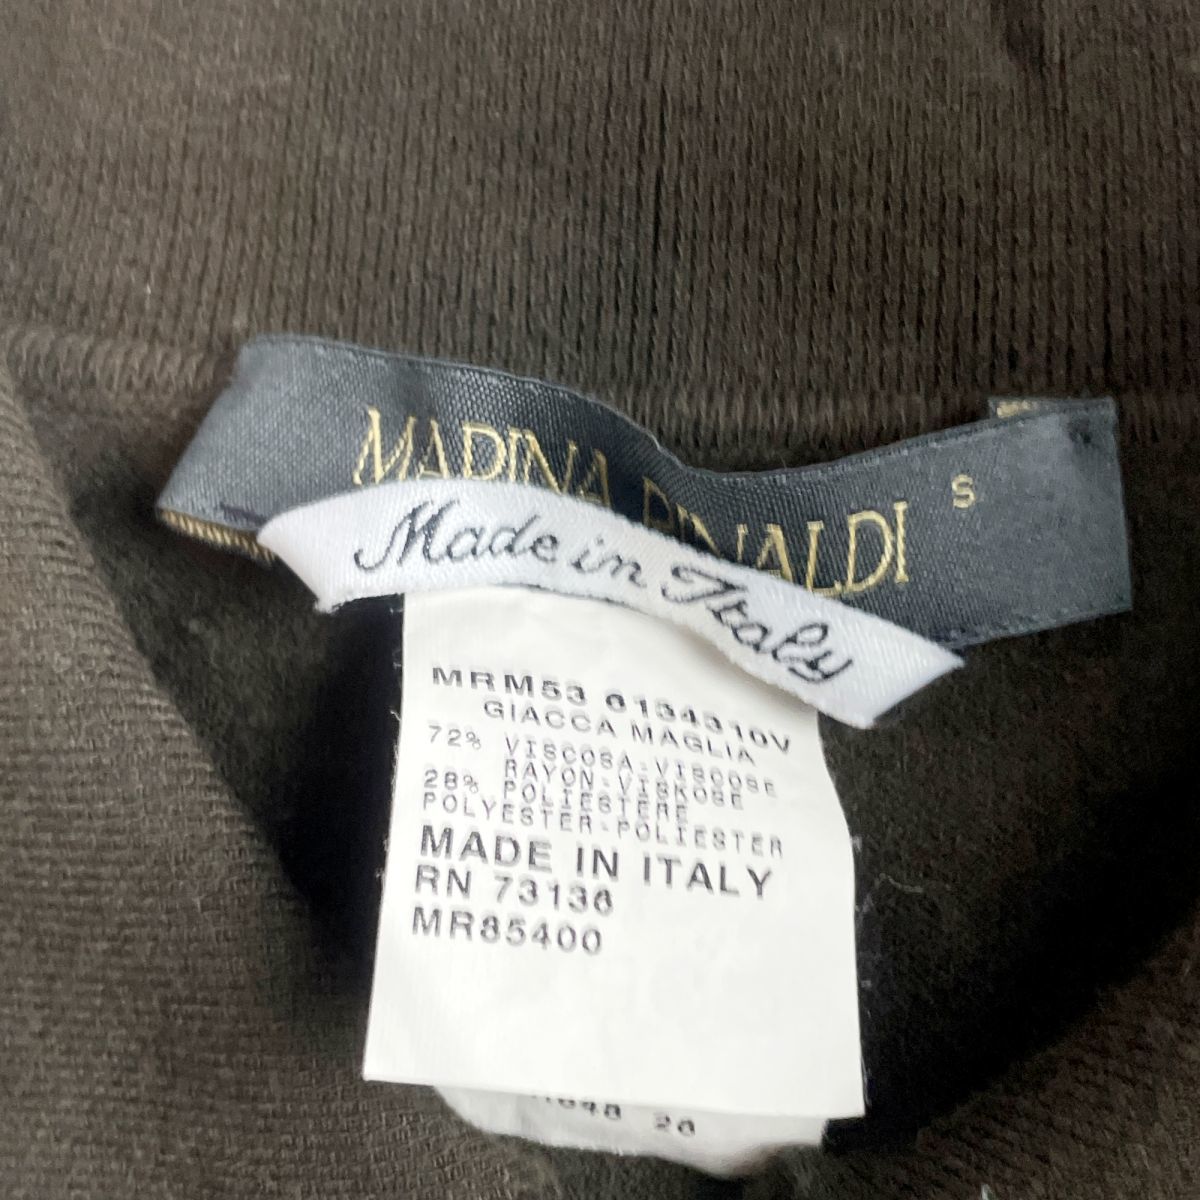 MARINA RINALDI S
Made in Italy
MRM53 6134310V
GIACCA MAGLIA
72% VISCOSA-VISCOSE
RAYON-VISKOSE
28% POLIESTERE
POLYESTER-POLIESTER
MADE IN ITALY
RN 73136
MR85400